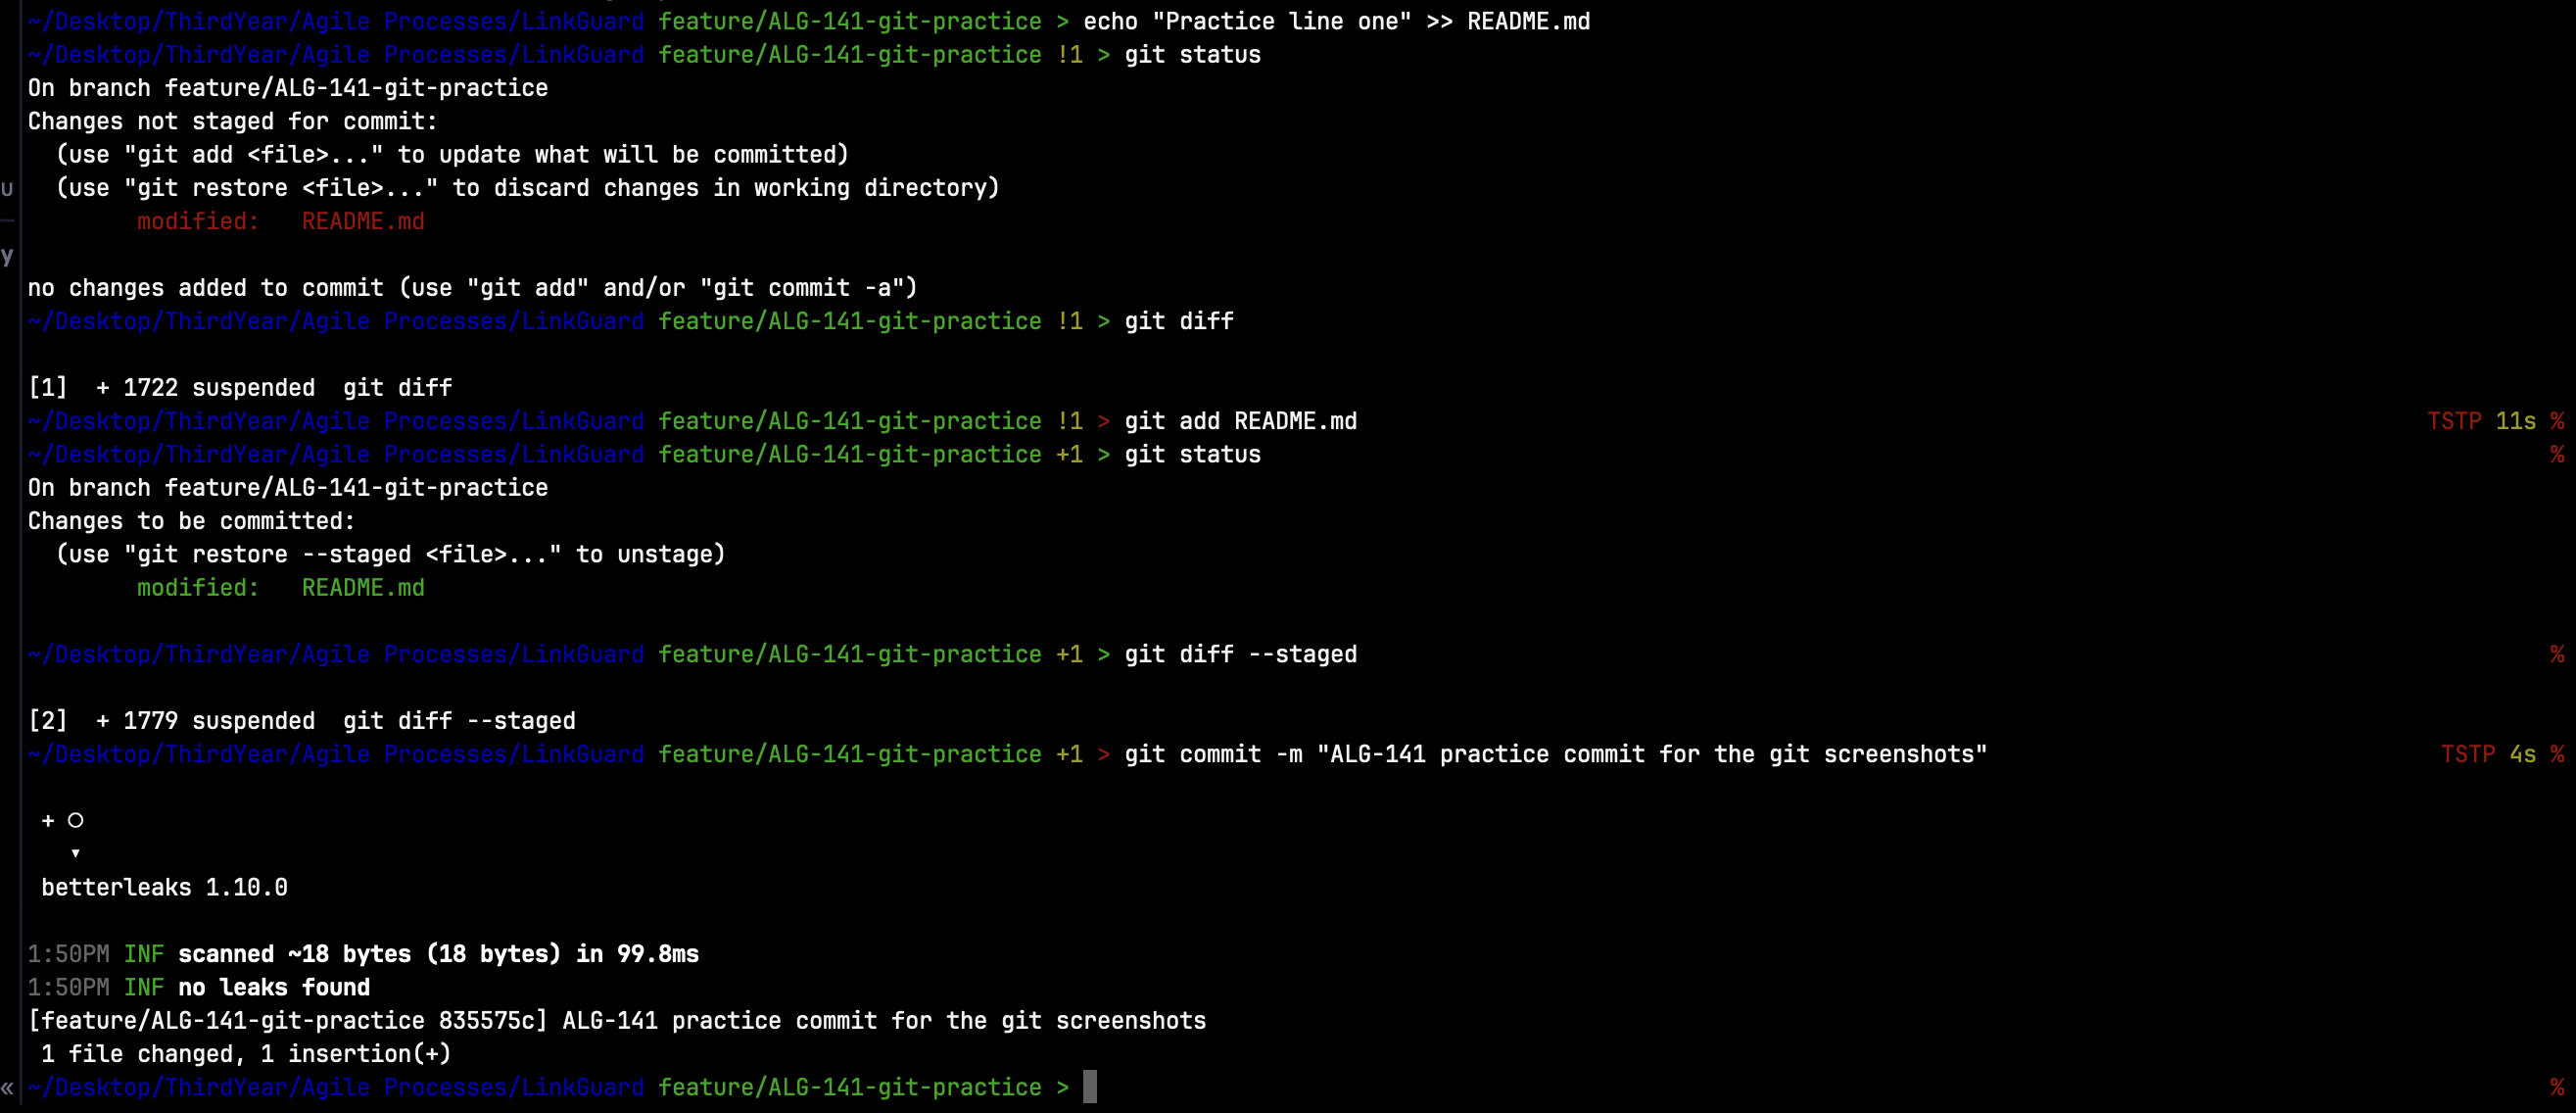 ~/Desktop/ThirdYear/Agile Processes/LinkGuard feature/ALG-141-git-practice > echo "Practice line one" >> README.md
~/Desktop/ThirdYear/Agile Processes/LinkGuard feature/ALG-141-git-practice !1 > git status
On branch feature/ALG-141-git-practice
Changes not staged for commit:
  (use "git add <file>..." to update what will be committed)
  (use "git restore <file>..." to discard changes in working directory)
        modified:   README.md
no changes added to commit (use "git add" and/or "git commit -a")
~/Desktop/ThirdYear/Agile Processes/LinkGuard feature/ALG-141-git-practice !1 > git diff
[1]  + 1722 suspended  git diff
~/Desktop/ThirdYear/Agile Processes/LinkGuard feature/ALG-141-git-practice !1 > git add README.md TSTP 11s %
~/Desktop/ThirdYear/Agile Processes/LinkGuard feature/ALG-141-git-practice +1 > git status %
On branch feature/ALG-141-git-practice
Changes to be committed:
  (use "git restore --staged <file>..." to unstage)
        modified:   README.md
~/Desktop/ThirdYear/Agile Processes/LinkGuard feature/ALG-141-git-practice +1 > git diff --staged %
[2]  + 1779 suspended  git diff --staged
~/Desktop/ThirdYear/Agile Processes/LinkGuard feature/ALG-141-git-practice +1 > git commit -m "ALG-141 practice commit for the git screenshots" TSTP 4s %
 + ○
   ▾
 betterleaks 1.10.0
1:50PM INF scanned ~18 bytes (18 bytes) in 99.8ms
1:50PM INF no leaks found
[feature/ALG-141-git-practice 835575c] ALG-141 practice commit for the git screenshots
 1 file changed, 1 insertion(+)
« ~/Desktop/ThirdYear/Agile Processes/LinkGuard feature/ALG-141-git-practice > %